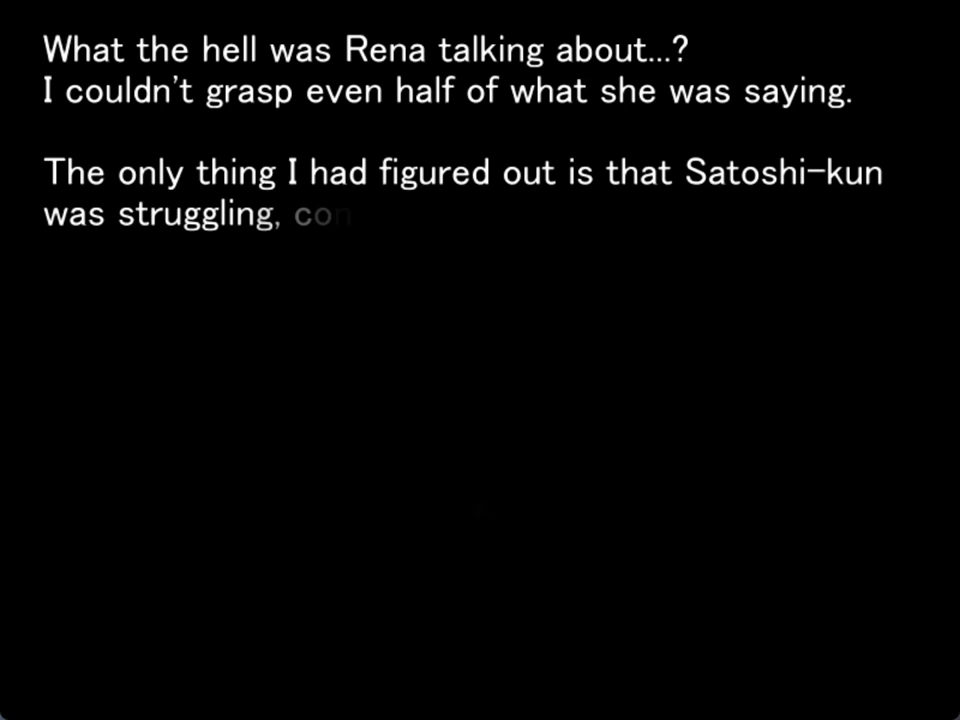 What the hell was Rena talking about...?
I couldn't grasp even half of what she was saying.
The only thing I had figured out is that Satoshi-kun
was struggling, con